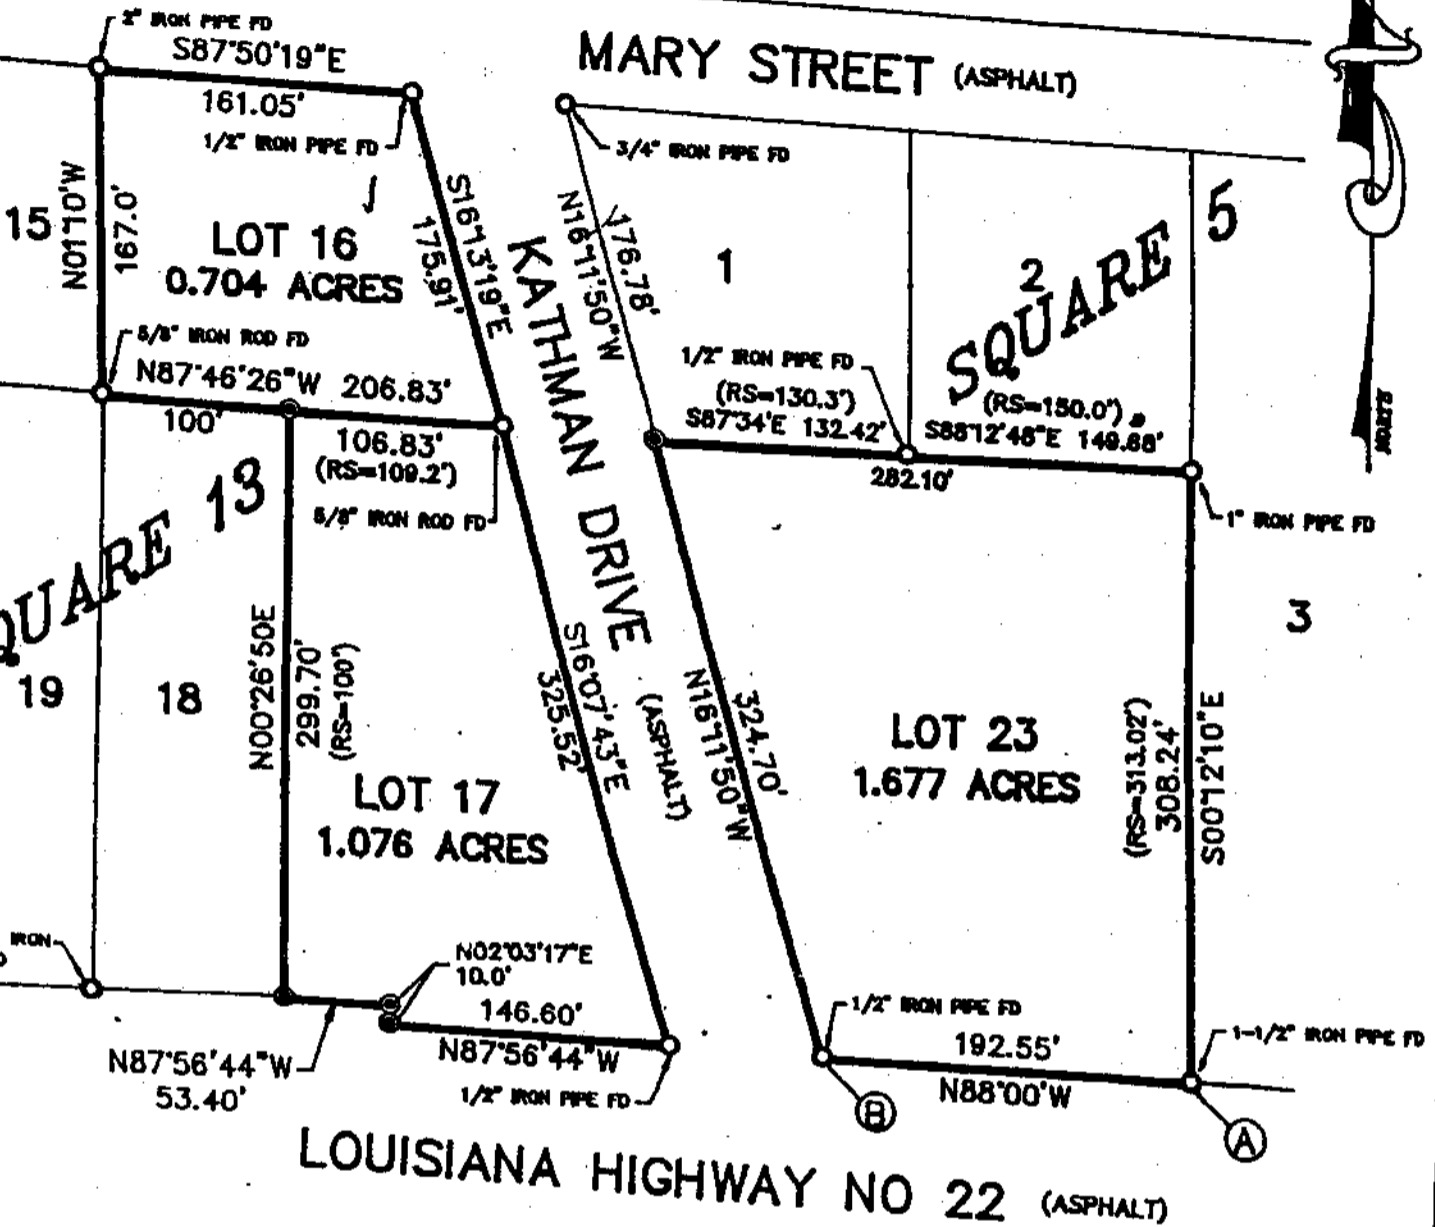 2" IRON PIPE FD
S87°50'19"E
161.05'
1/2" IRON PIPE FD
MARY STREET (ASPHALT)
3/4" IRON PIPE FD
15
N01°10'W
167.0'
LOT 16
0.704 ACRES
S16°13'19"E
175.91'
KATHMAN DRIVE (ASPHALT)
N16°11'50"W
176.78'
1
2
SQUARE 5
NORTH
5/8" IRON ROD FD
N87°46'26"W 206.83'
100'
106.83'
(RS=109.2')
5/8" IRON ROD FD
1/2" IRON PIPE FD
(RS=130.3')
S87°34'E 132.42'
(RS=150.0')
S88°12'48"E 149.68'
282.10'
1" IRON PIPE FD
QUARE 13
19
18
N00°26'50E
299.70'
(RS=100')
S16°07'43"E
325.52'
N16°11'50"W
324.70'
LOT 17
1.076 ACRES
LOT 23
1.677 ACRES
(RS=313.02')
308.24'
S00°12'10"E
3
IRON
N02°03'17"E
10.0'
146.60'
N87°56'44"W
1/2" IRON PIPE FD
N87°56'44"W
53.40'
1/2" IRON PIPE FD
192.55'
N88°00'W
1-1/2" IRON PIPE FD
B
A
LOUISIANA HIGHWAY NO 22 (ASPHALT)